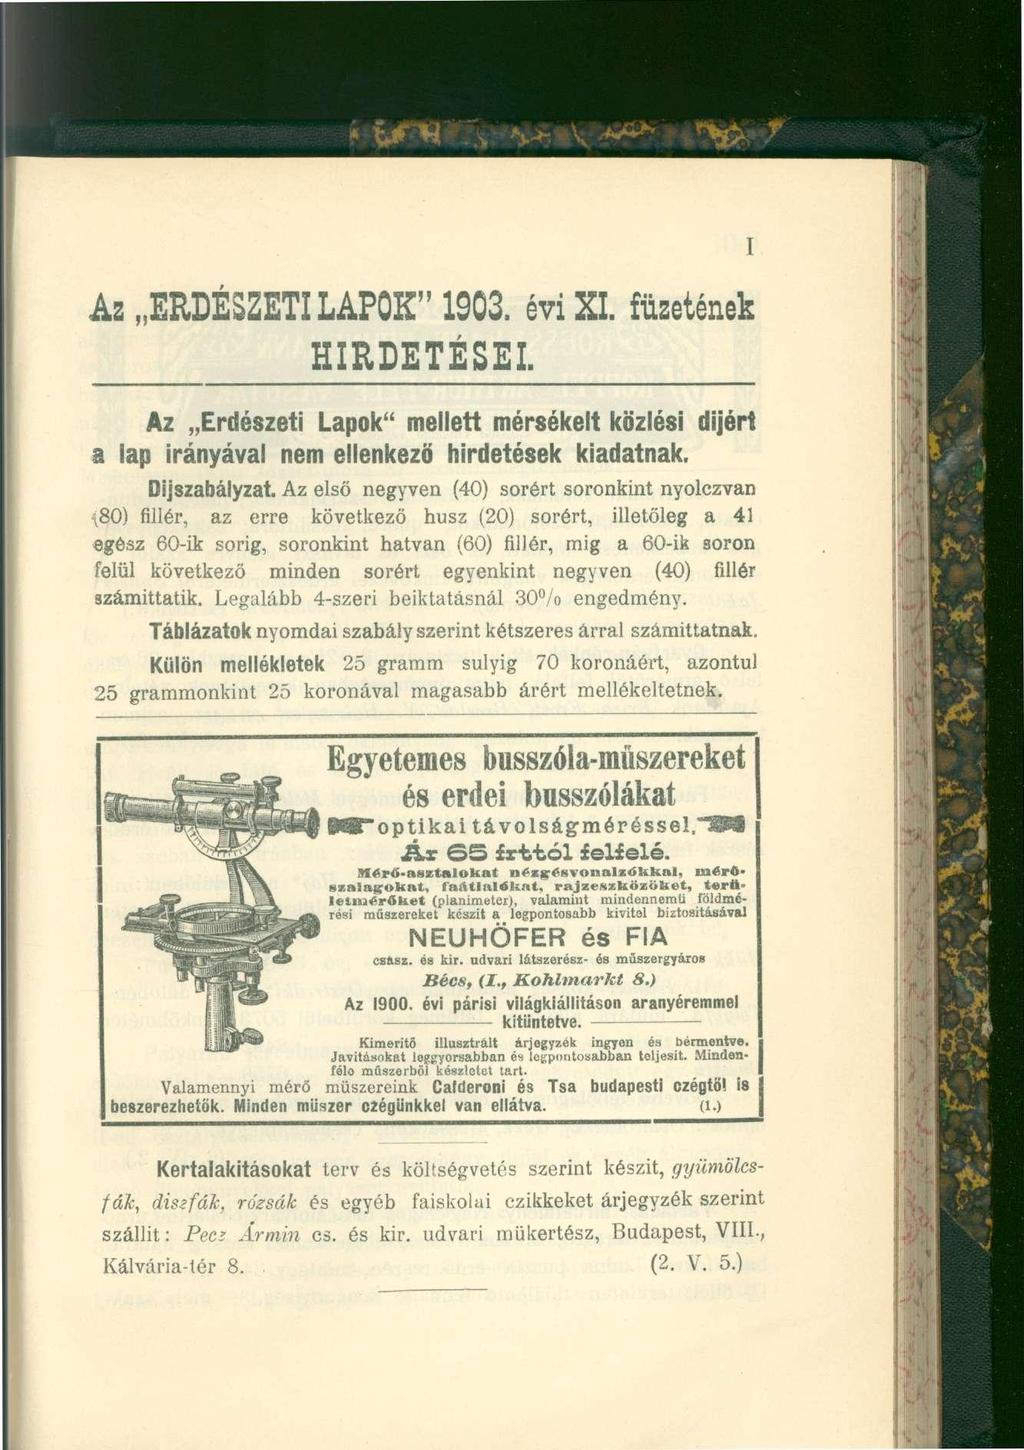 I
Az „ERDÉSZETI LAPOK” 1903. évi XI. füzetének
HIRDETÉSEI.
Az „Erdészeti Lapok“ mellett mérsékelt közlési dijért
a lap irányával nem ellenkező hirdetések kiadatnak.
Dijszabályzat. Az első negyven (40) sorért soronkint nyolczvan
(80) fillér, az erre következő husz (20) sorért, illetőleg a 41
egész 60-ik sorig, soronkint hatvan (60) fillér, mig a 60-ik soron
felül következő minden sorért egyenkint negyven (40) fillér
számittatik. Legalább 4-szeri beiktatásnál 30% engedmény.
Táblázatok nyomdai szabály szerint kétszeres árral számittatnak.
Külön mellékletek 25 gramm sulyig 70 koronáért, azontul
25 grammonkint 25 koronával magasabb árért mellékeltetnek.
Egyetemes busszóla-műszereket
és erdei busszólákat
optikai távolságméréssel,
Ár 65 frttól felfelé.
Mérő-asztalokat nézgésvonalzókkal, mérő-
szalagokat, faátlalókat, rajzeszközöket, terü-
letmérőket (planimeter), valamint mindennemü földmé-
rési müszereket készit a legpontosabb kivitel biztositásával
NEUHÖFER és FIA
csász. és kir. udvari látszerész- és müszergyáros
Bécs, (I., Kohlmarkt 8.)
Az 1900. évi párisi világkiállitáson aranyéremmel
kitüntetve.
Kimeritő illusztrált árjegyzék ingyen és bérmentve.
Javitásokat leggyorsabban és legpontosabban teljesit. Minden-
féle műszerből készletet tart.
Valamennyi mérő müszereink Calderoni és Tsa budapesti czégtől is
beszerezhetők. Minden müszer czégünkkel van ellátva. (1.)
Kertalakitásokat terv és költségvetés szerint készit, gyümölcs-
fák, diszfák, rózsák és egyéb faiskolai czikkeket árjegyzék szerint
szállit: Pecz Ármin cs. és kir. udvari mükertész, Budapest, VIII.,
Kálvária-tér 8. (2. V. 5.)